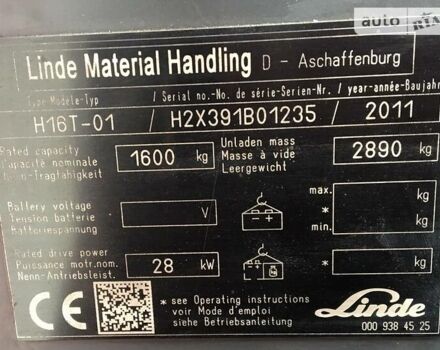 auto RIA
Linde Material Handling D - Aschaffenburg
Type Modele-Typ / Serial no.-No. de série-Serien-Nr. / year-année-Baujahr
H16T-01 / H2X391B01235 / 2011
Rated capacity
Capacité nominale
Nenn-Tragfähigkeit
1600 kg
Unladen mass
Masse à vide
Leergewicht
2890 kg
Battery voltage
Tension batterie
Batteriespannung
V
max.
*
min.
kg
kg
Rated drive power
Puissance motr.nom.
Nenn-Antriebsleist.
28 kW
*
kg
CE
* = see Operating instructions
voir Mode d'emploi
siehe Betriebsanleitung
Linde
000 938 45 25